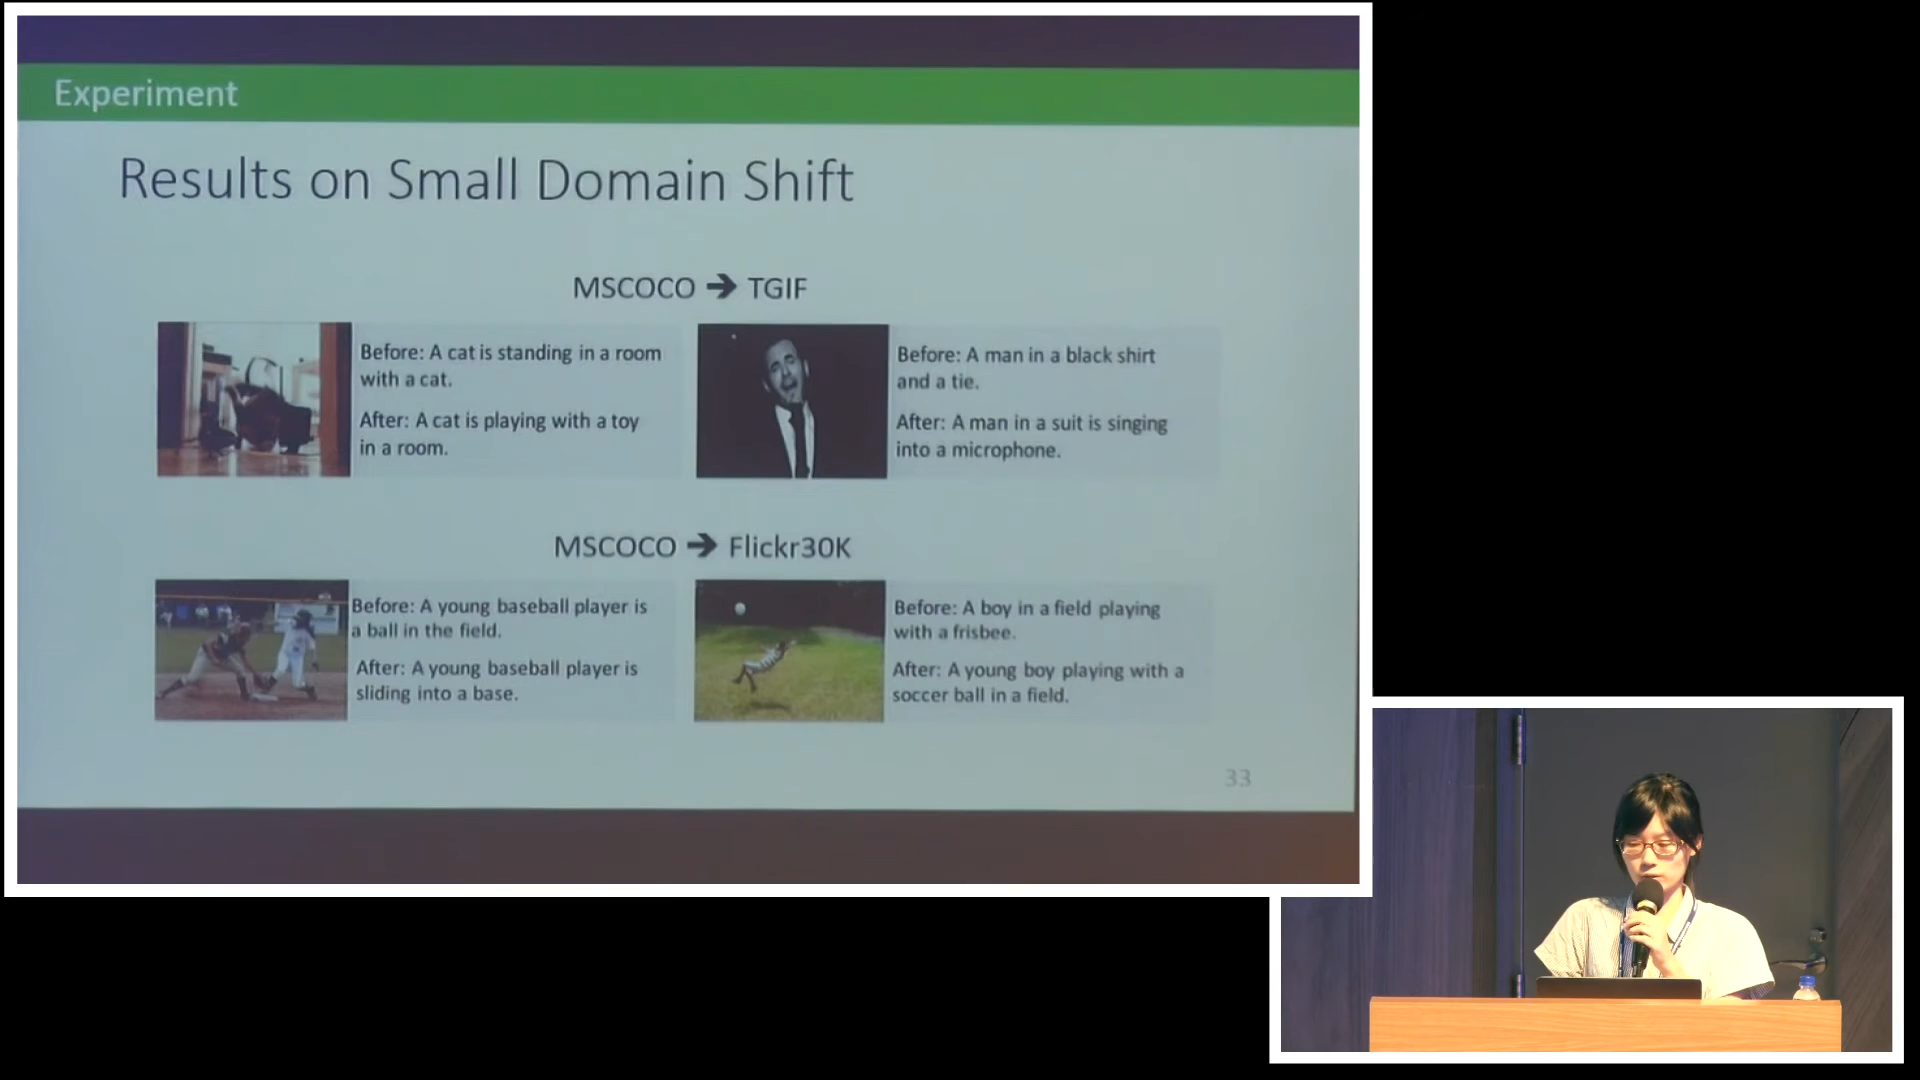 Experiment
Results on Small Domain Shift
MSCOCO ➔ TGIF
Before: A cat is standing in a room
with a cat.
After: A cat is playing with a toy
in a room.
Before: A man in a black shirt
and a tie.
After: A man in a suit is singing
into a microphone.
MSCOCO ➔ Flickr30K
Before: A young baseball player is
a ball in the field.
After: A young baseball player is
sliding into a base.
Before: A boy in a field playing
with a frisbee.
After: A young boy playing with a
soccer ball in a field.
33